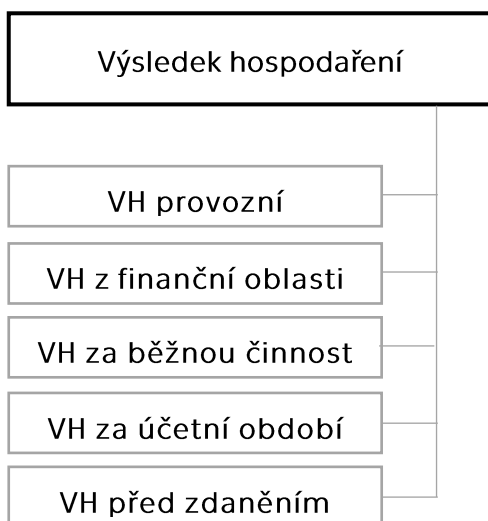 Výsledek hospodaření
VH provozní
VH z finanční oblasti
VH za běžnou činnost
VH za účetní období
VH před zdaněním